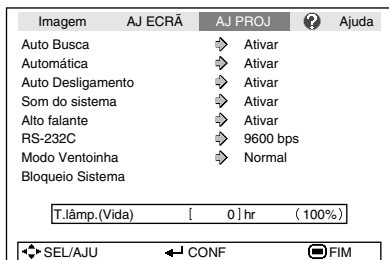 Imagem AJ ECRÃ AJ PROJ ? Ajuda
Auto Busca Ativar
Automática Ativar
Auto Desligamento Ativar
Som do sistema Ativar
Alto falante Ativar
RS-232C 9600 bps
Modo Ventoinha Normal
Bloqueio Sistema
T.lâmp.(Vida) [ 0 ] hr (100%)
SEL/AJU CONF FIM